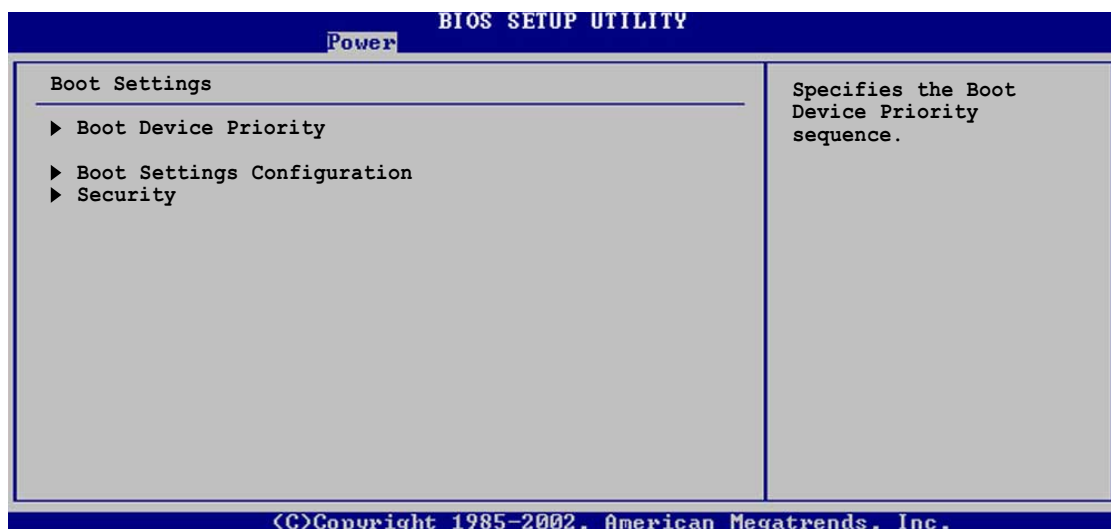 BIOS SETUP UTILITY
Power
Boot Settings
Boot Device Priority
Boot Settings Configuration
Security
Specifies the Boot
Device Priority
sequence.
(C)Copyright 1985-2002, American Megatrends, Inc.